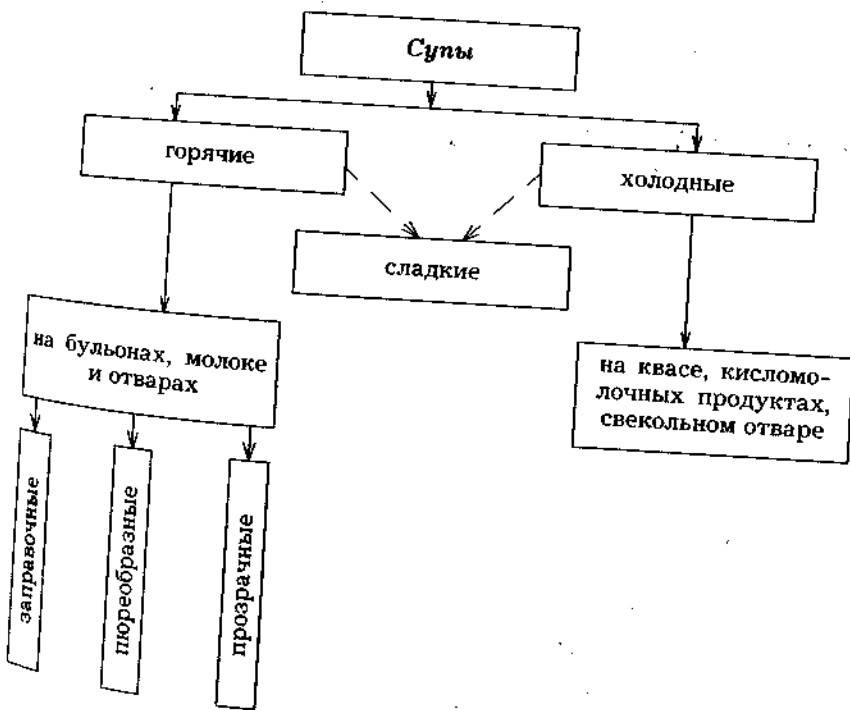 Супы
горячие
холодные
сладкие
на бульонах, молоке
и отварах
на квасе, кисломо-
лочных продуктах,
свекольном отваре
заправочные
пюреобразные
прозрачные